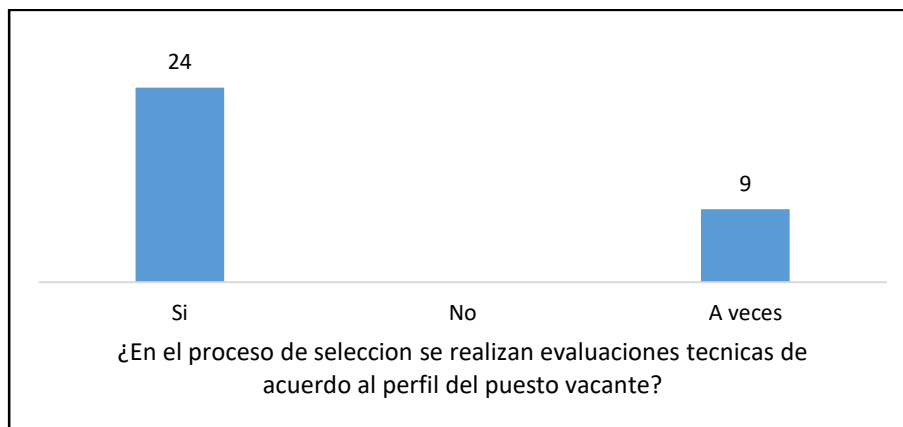 24
9
Si
No
A veces
¿En el proceso de seleccion se realizan evaluaciones tecnicas de
acuerdo al perfil del puesto vacante?